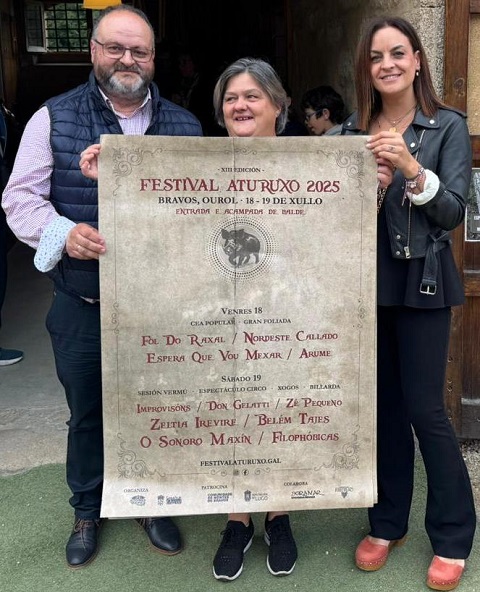 · XIII EDICIÓN ·
FESTIVAL ATURUXO 2025
BRAVOS, OUROL · 18 - 19 DE XULLO
ENTRADA E ACAMPADA DE BALDE
VENRES 18
CEA POPULAR · GRAN FOLIADA
FOL DO RAXAL / NORDESTE CALLADO
ESPERA QUE VOU MEXAR / ARUME
SÁBADO 19
SESIÓN VERMÚ · ESPECTÁCULO CIRCO · XOGOS · BILLARDA
IMPROVISÓNS / DON GELATTI / ZÉ PEQUENO
ZELTIA IREVIRE / BELÉM TAJES
O SONORO MAXÍN / FILOPHÓBICAS
FESTIVALATURUXO.GAL
ORGANIZA
PATROCINA
COLABORA